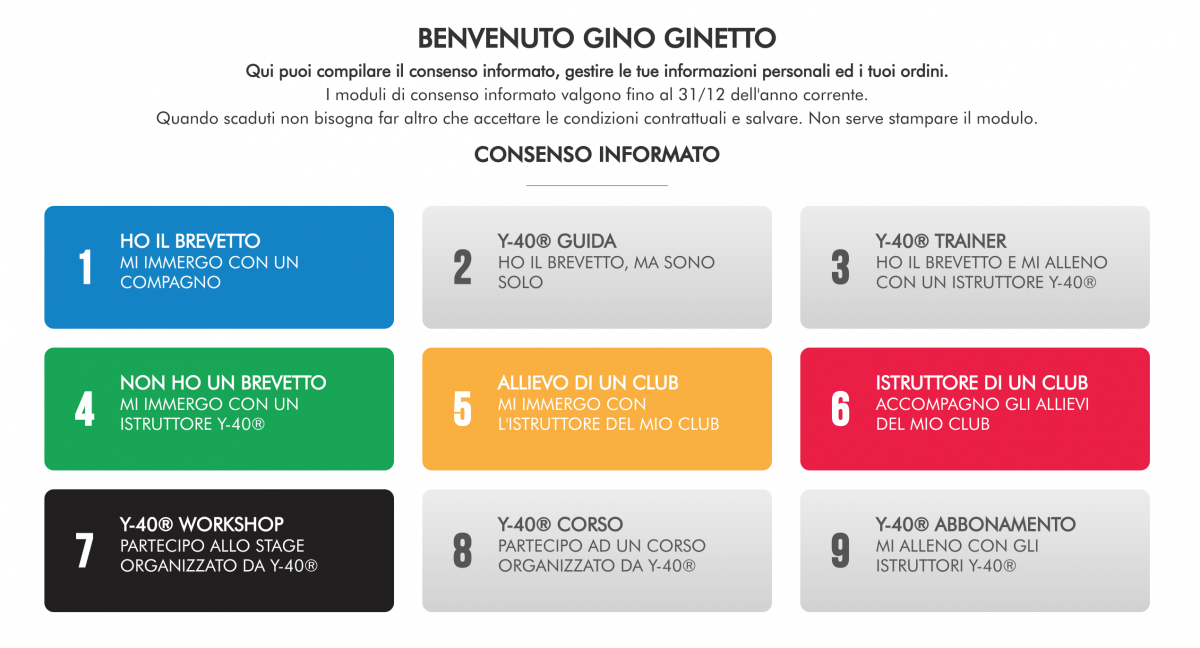 BENVENUTO GINO GINETTO
Qui puoi compilare il consenso informato, gestire le tue informazioni personali ed i tuoi ordini.
I moduli di consenso informato valgono fino al 31/12 dell'anno corrente.
Quando scaduti non bisogna far altro che accettare le condizioni contrattuali e salvare. Non serve stampare il modulo.
CONSENSO INFORMATO
1
HO IL BREVETTO
MI IMMERGO CON UN
COMPAGNO
2
Y-40® GUIDA
HO IL BREVETTO, MA SONO
SOLO
3
Y-40® TRAINER
HO IL BREVETTO E MI ALLENO
CON UN ISTRUTTORE Y-40®
4
NON HO UN BREVETTO
MI IMMERGO CON UN
ISTRUTTORE Y-40®
5
ALLIEVO DI UN CLUB
MI IMMERGO CON
L'ISTRUTTORE DEL MIO CLUB
6
ISTRUTTORE DI UN CLUB
ACCOMPAGNO GLI ALLIEVI
DEL MIO CLUB
7
Y-40® WORKSHOP
PARTECIPO ALLO STAGE
ORGANIZZATO DA Y-40®
8
Y-40® CORSO
PARTECIPO AD UN CORSO
ORGANIZZATO DA Y-40®
9
Y-40® ABBONAMENTO
MI ALLENO CON GLI
ISTRUTTORI Y-40®